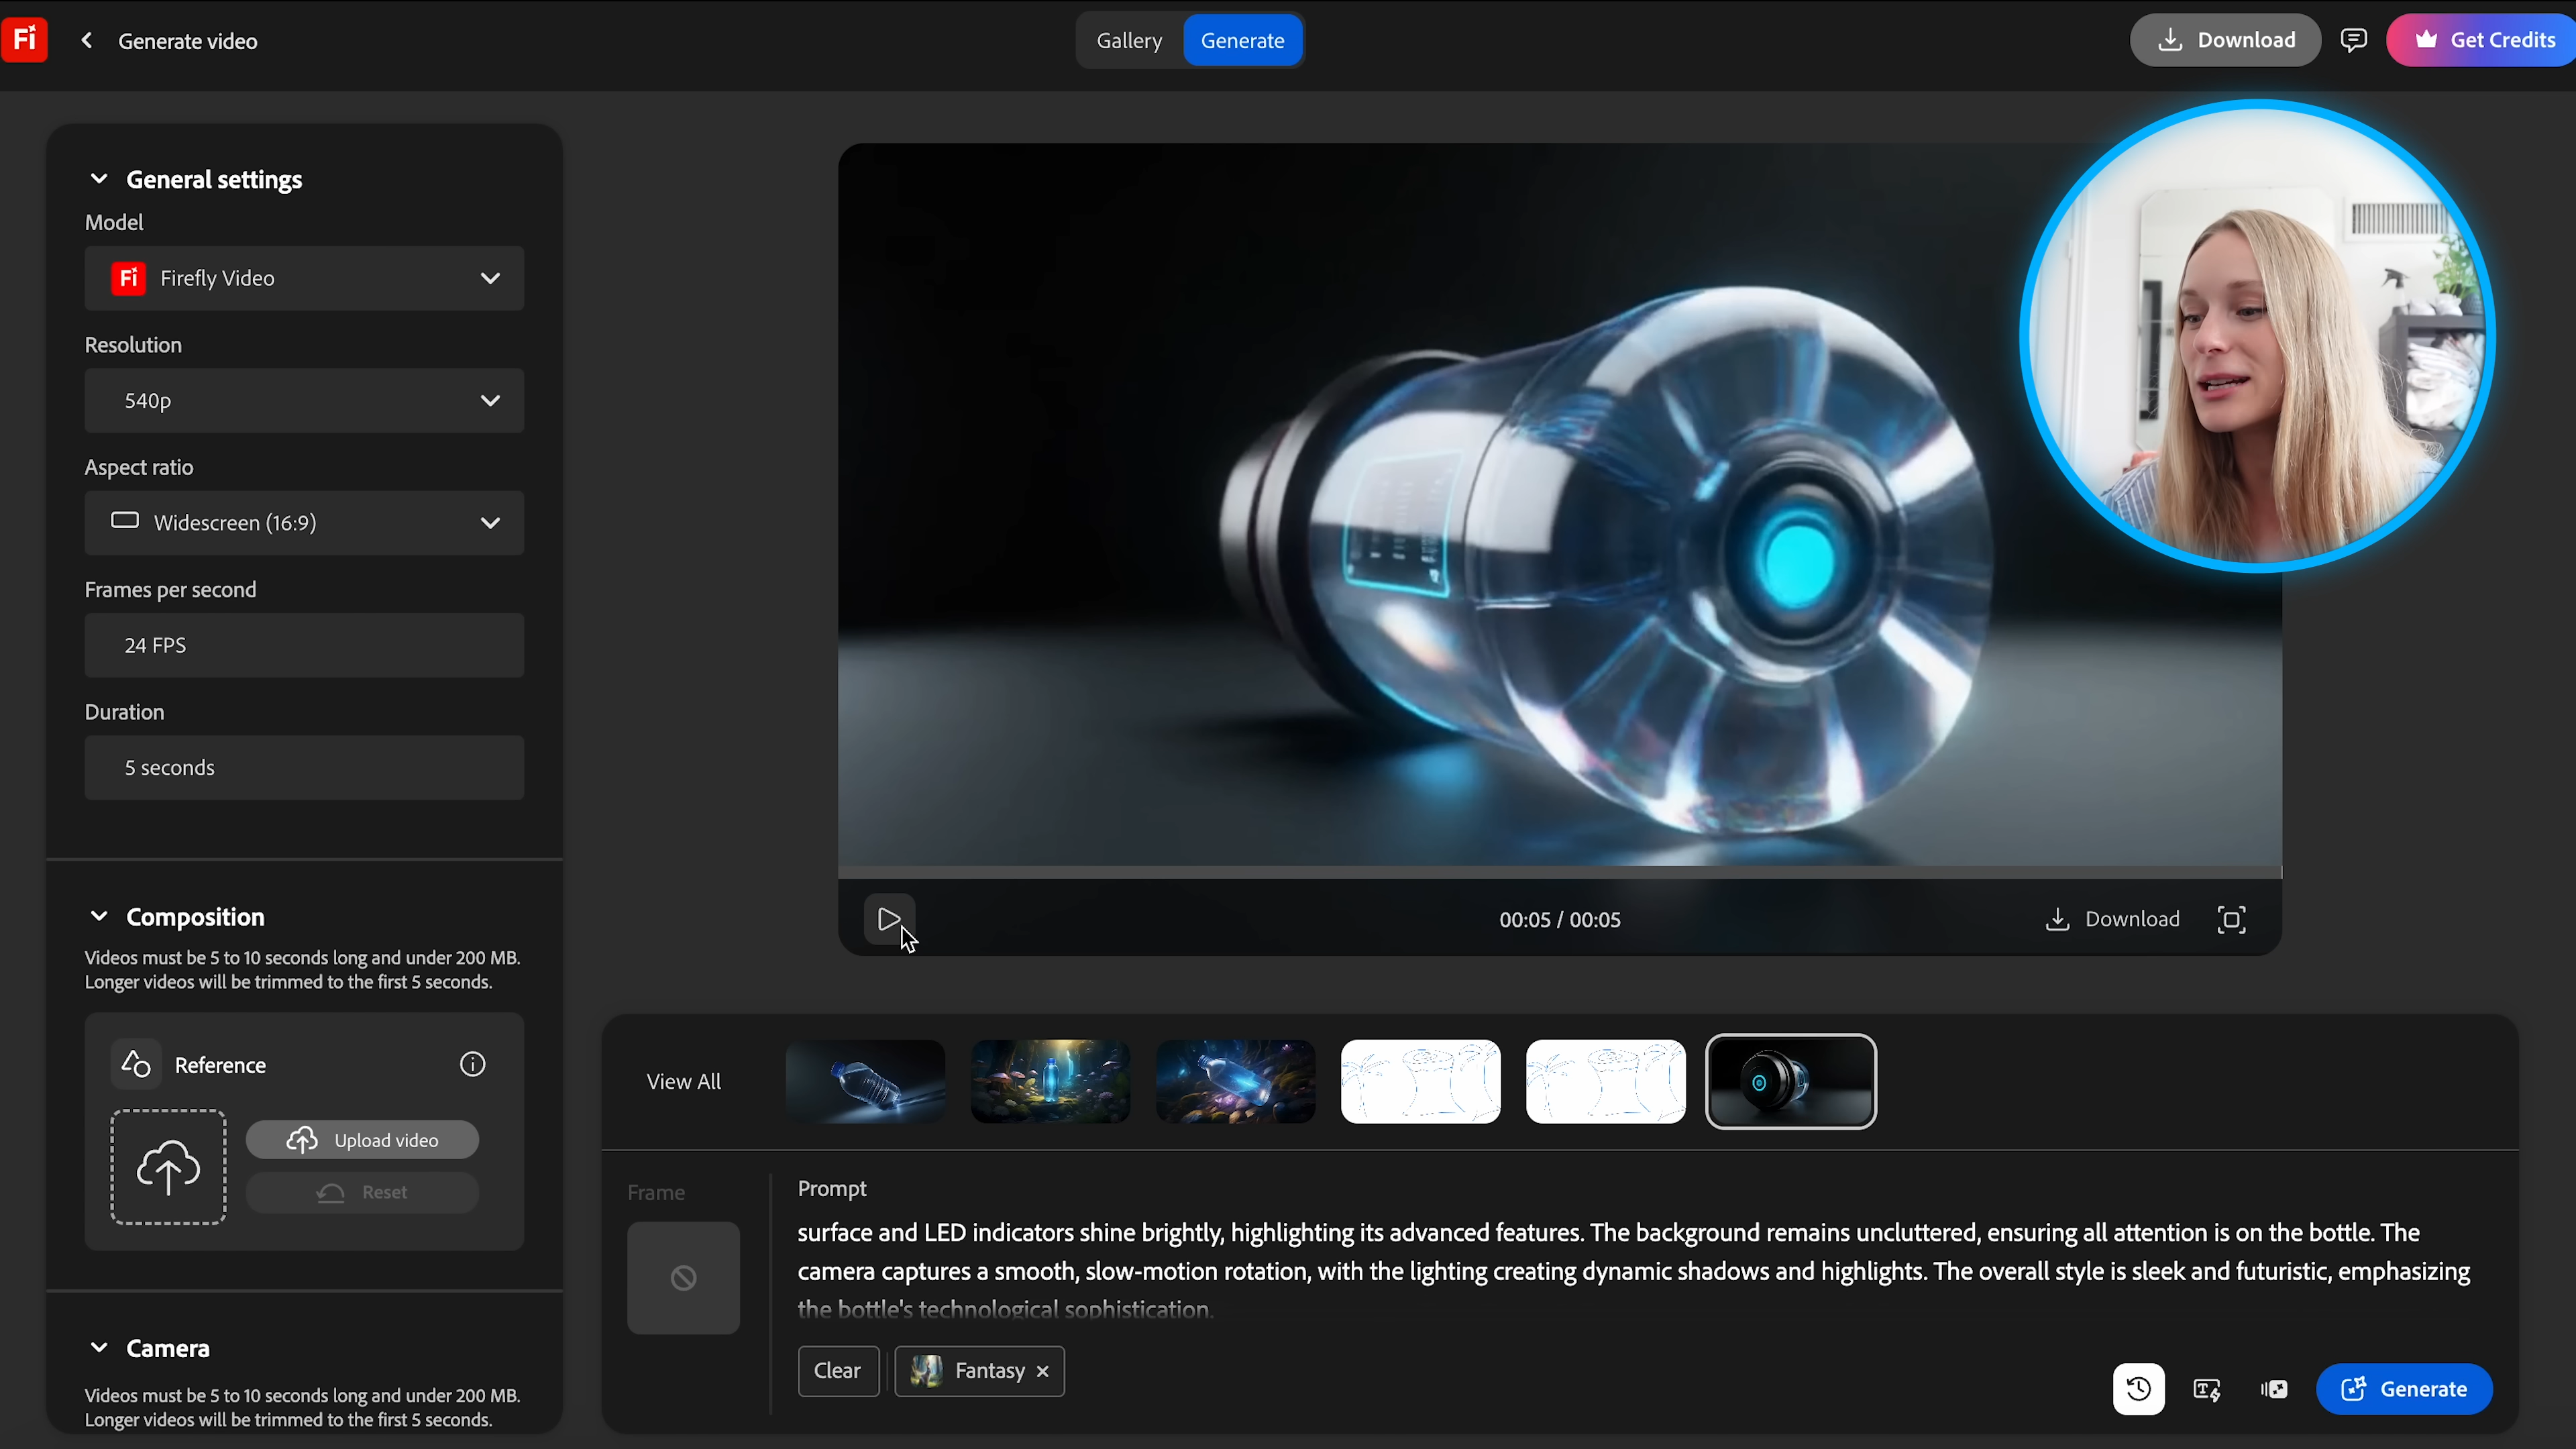 Fi
Generate video
Gallery
Generate
Download
Get Credits
General settings
Model
Fi Firefly Video
Resolution
540p
Aspect ratio
Widescreen (16:9)
Frames per second
24 FPS
Duration
5 seconds
Composition
Videos must be 5 to 10 seconds long and under 200 MB.
Longer videos will be trimmed to the first 5 seconds.
Reference
Upload video
Reset
Camera
Videos must be 5 to 10 seconds long and under 200 MB.
Longer videos will be trimmed to the first 5 seconds.
00:05 / 00:05
Download
View All
Frame
Prompt
surface and LED indicators shine brightly, highlighting its advanced features. The background remains uncluttered, ensuring all attention is on the bottle. The
camera captures a smooth, slow-motion rotation, with the lighting creating dynamic shadows and highlights. The overall style is sleek and futuristic, emphasizing
the bottle's technological sophistication.
Clear
Fantasy
Generate